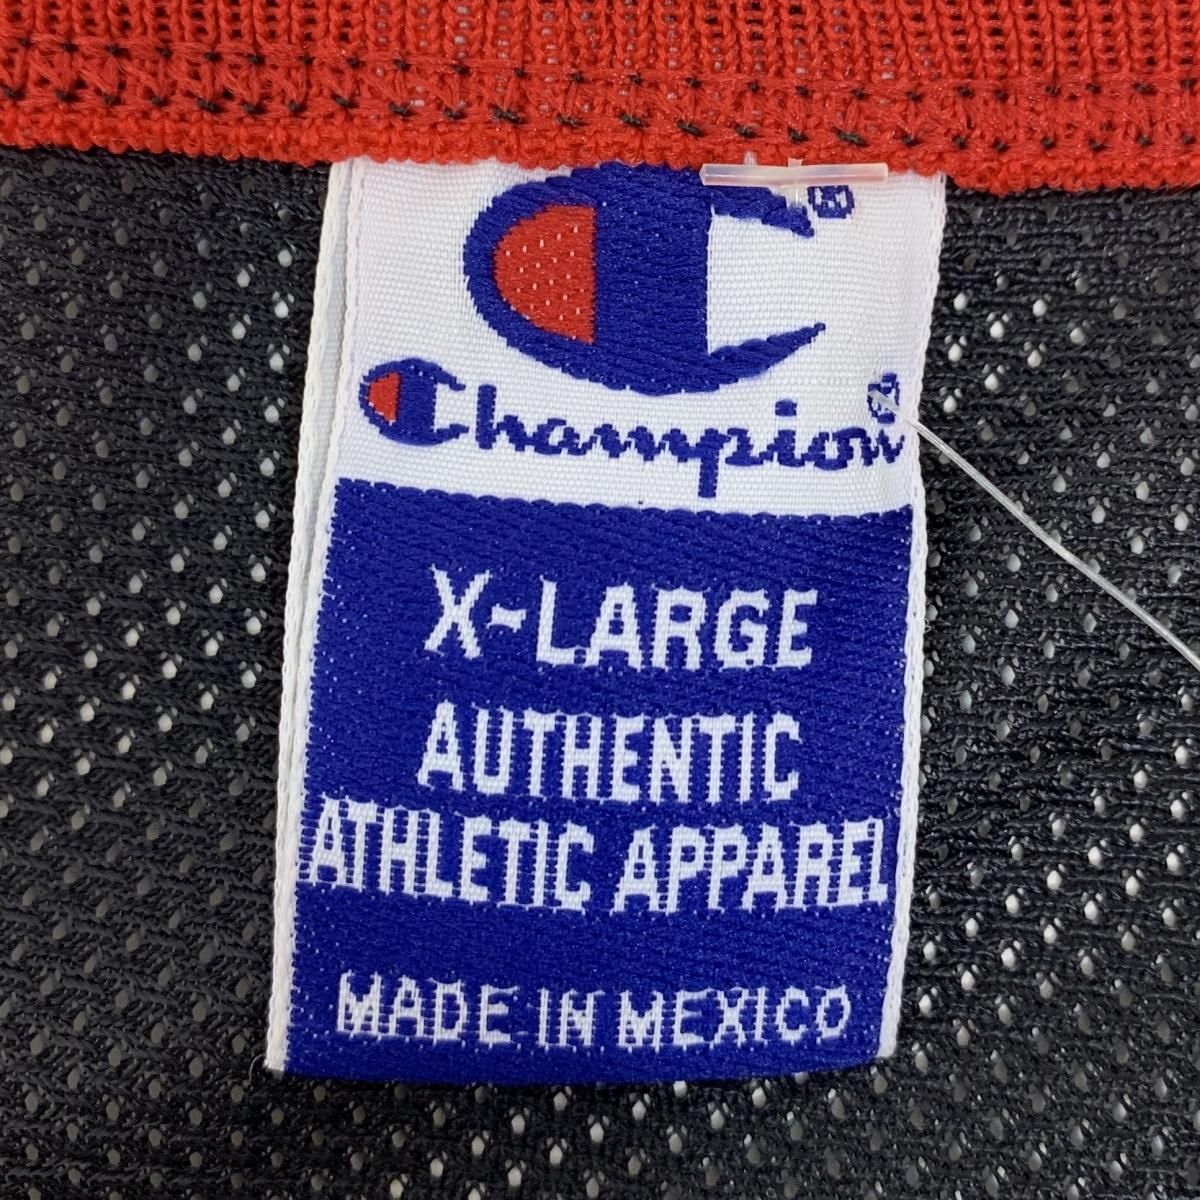 ®
Champion®
X-LARGE
AUTHENTIC
ATHLETIC APPAREL
MADE IN MEXICO